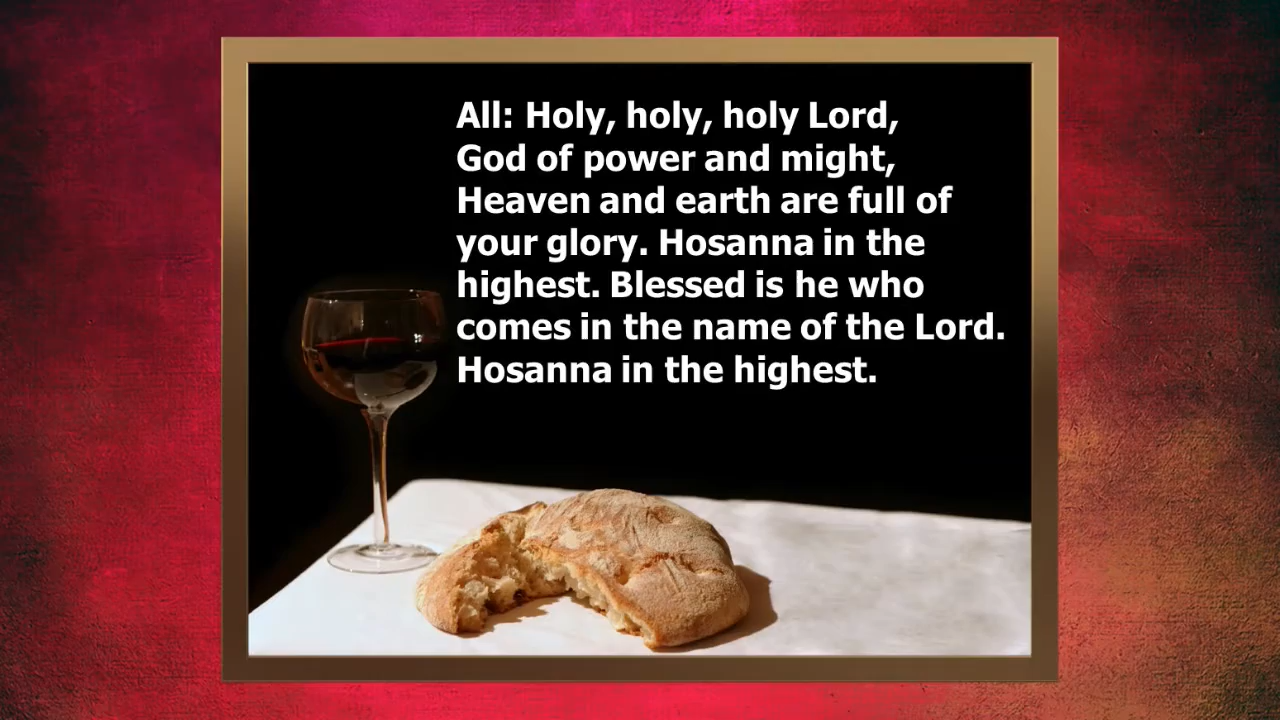 All: Holy, holy, holy Lord,
God of power and might,
Heaven and earth are full of
your glory. Hosanna in the
highest. Blessed is he who
comes in the name of the Lord.
Hosanna in the highest.